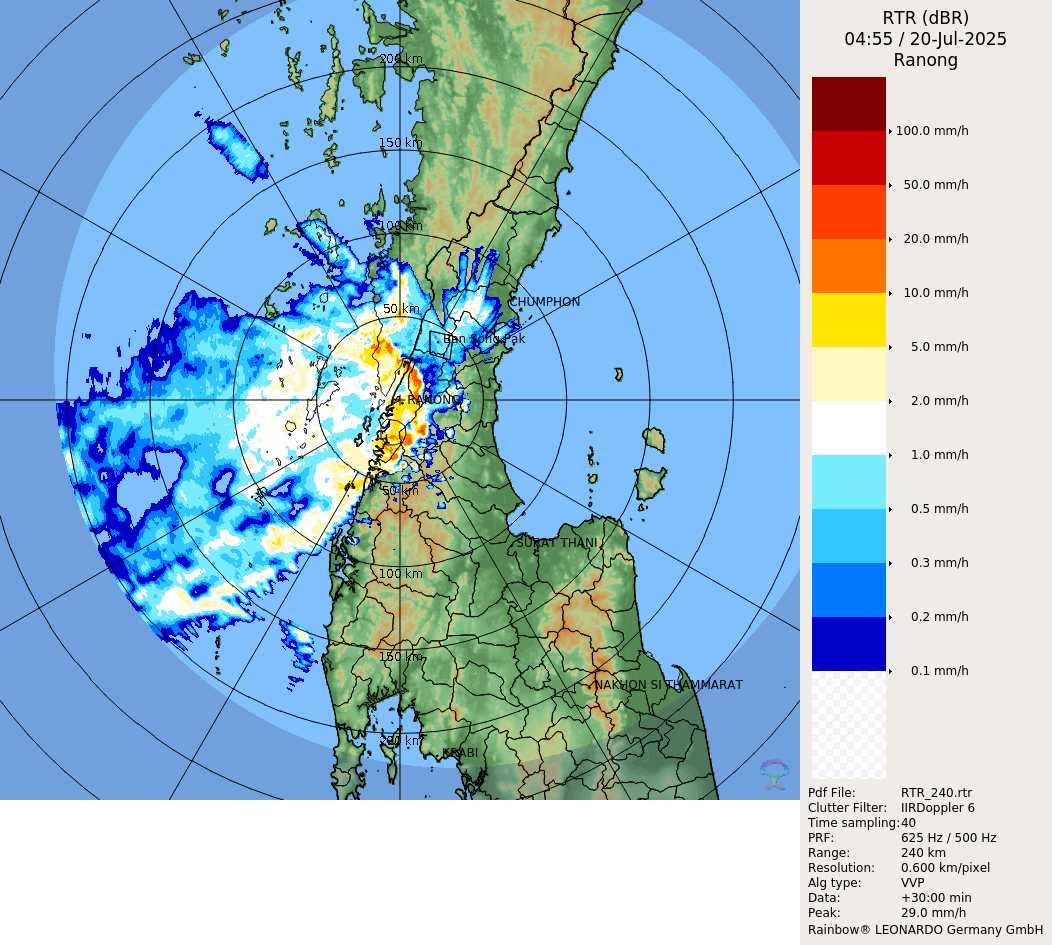 RTR (dBR)
04:55 / 20-Jul-2025
Ranong
100.0 mm/h
50.0 mm/h
20.0 mm/h
10.0 mm/h
5.0 mm/h
2.0 mm/h
1.0 mm/h
0.5 mm/h
0.3 mm/h
0.2 mm/h
0.1 mm/h
Pdf File: RTR_240.rtr
Clutter Filter: IIRDoppler 6
Time sampling: 40
PRF: 625 Hz / 500 Hz
Range: 240 km
Resolution: 0.600 km/pixel
Alg type: VVP
Data: +30:00 min
Peak: 29.0 mm/h
Rainbow® LEONARDO Germany GmbH
200 km
150 km
100 km
CHUMPHON
50 km
Ban Song Pak
RANONG
50 km
SURAT THANI
100 km
150 km
NAKHON SI THAMMARAT
200 km
KRABI